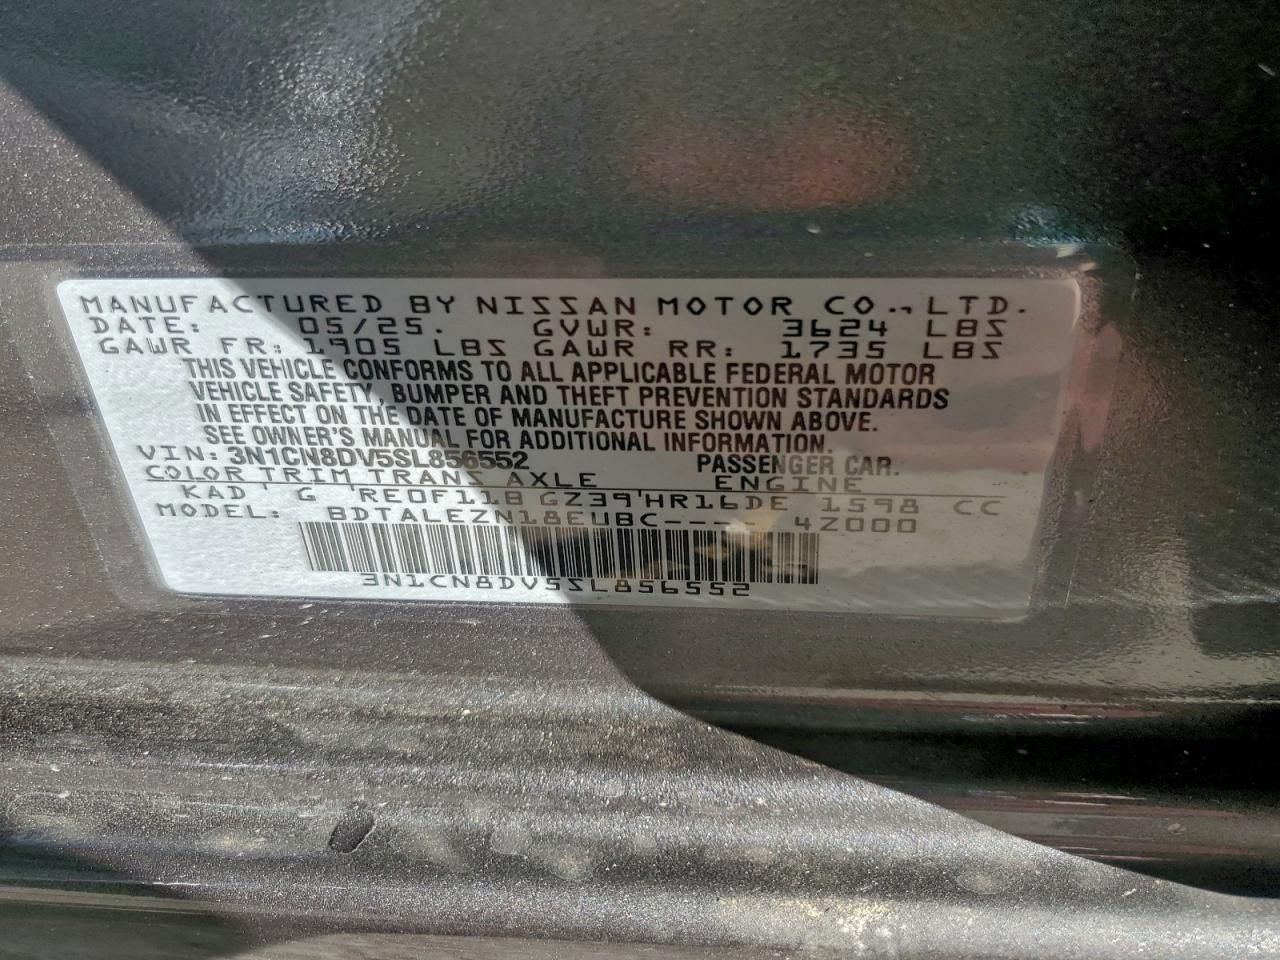 MANUFACTURED BY NISSAN MOTOR CO., LTD.
DATE: 05/25. GVWR: 3624 LBS
GAWR FR: 1905 LBS GAWR RR: 1735 LBS
THIS VEHICLE CONFORMS TO ALL APPLICABLE FEDERAL MOTOR
VEHICLE SAFETY, BUMPER AND THEFT PREVENTION STANDARDS
IN EFFECT ON THE DATE OF MANUFACTURE SHOWN ABOVE.
SEE OWNER'S MANUAL FOR ADDITIONAL INFORMATION.
VIN: 3N1CN8DV5SL856552 PASSENGER CAR.
COLOR TRIM TRANS AXLE ENGINE
KAD G RE0F11B GZ39 HR16DE 1598 CC
MODEL: BDTALEZN18EUBC----- 4Z000
3N1CN8DV5SL856552